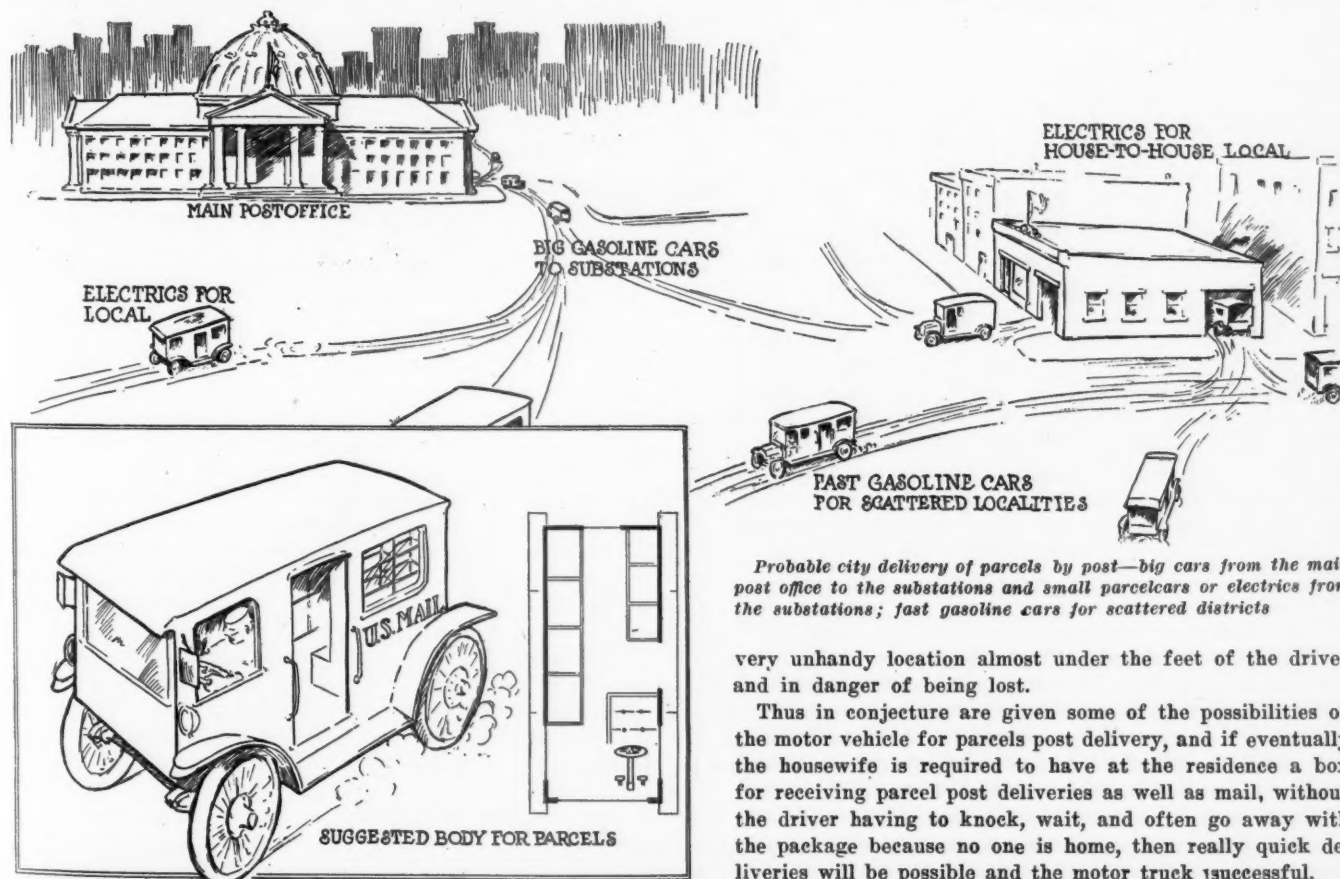 MAIN POSTOFFICE
BIG GASOLINE CARS
TO SUBSTATIONS
ELECTRICS FOR
LOCAL
ELECTRICS FOR
HOUSE-TO-HOUSE LOCAL
FAST GASOLINE CARS
FOR SCATTERED LOCALITIES
U.S. MAIL
SUGGESTED BODY FOR PARCELS
Probable city delivery of parcels by post—big cars from the mai
post office to the substations and small parcelcars or electrics fro
the substations; fast gasoline cars for scattered districts
very unhandy location almost under the feet of the drive
and in danger of being lost.
Thus in conjecture are given some of the possibilities o
the motor vehicle for parcels post delivery, and if eventuall
the housewife is required to have at the residence a bo
for receiving parcel post deliveries as well as mail, withou
the driver having to knock, wait, and often go away wit
the package because no one is home, then really quick de
liveries will be possible and the motor truck ısuccessful.